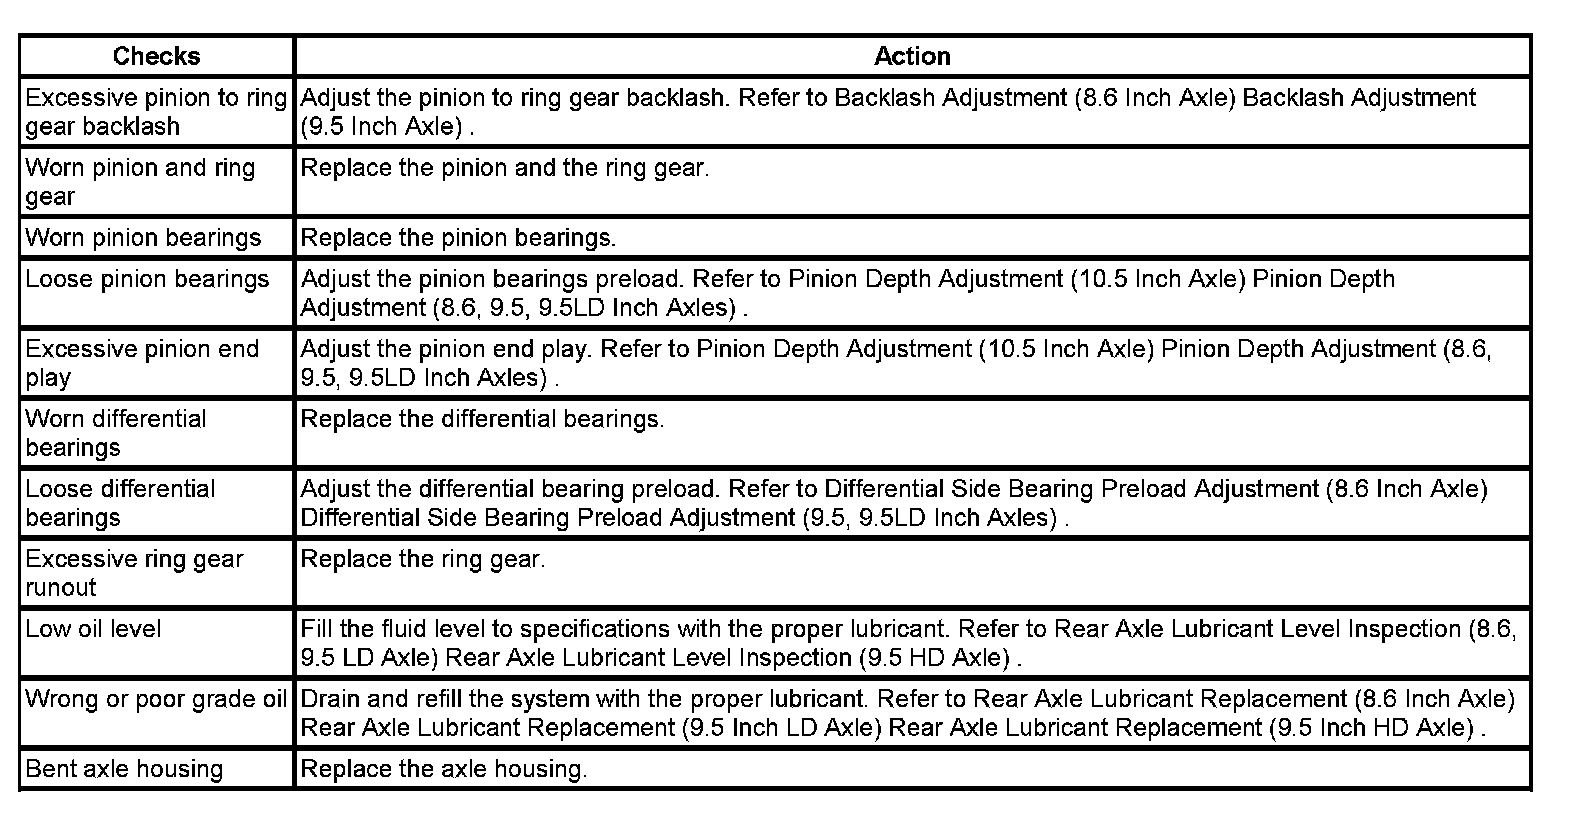 Checks
Action
Excessive pinion to ring
gear backlash
Adjust the pinion to ring gear backlash. Refer to Backlash Adjustment (8.6 Inch Axle) Backlash Adjustment
(9.5 Inch Axle) .
Worn pinion and ring
gear
Replace the pinion and the ring gear.
Worn pinion bearings
Replace the pinion bearings.
Loose pinion bearings
Adjust the pinion bearings preload. Refer to Pinion Depth Adjustment (10.5 Inch Axle) Pinion Depth
Adjustment (8.6, 9.5, 9.5LD Inch Axles) .
Excessive pinion end
play
Adjust the pinion end play. Refer to Pinion Depth Adjustment (10.5 Inch Axle) Pinion Depth Adjustment (8.6,
9.5, 9.5LD Inch Axles) .
Worn differential
bearings
Replace the differential bearings.
Loose differential
bearings
Adjust the differential bearing preload. Refer to Differential Side Bearing Preload Adjustment (8.6 Inch Axle)
Differential Side Bearing Preload Adjustment (9.5, 9.5LD Inch Axles) .
Excessive ring gear
runout
Replace the ring gear.
Low oil level
Fill the fluid level to specifications with the proper lubricant. Refer to Rear Axle Lubricant Level Inspection (8.6,
9.5 LD Axle) Rear Axle Lubricant Level Inspection (9.5 HD Axle) .
Wrong or poor grade oil
Drain and refill the system with the proper lubricant. Refer to Rear Axle Lubricant Replacement (8.6 Inch Axle)
Rear Axle Lubricant Replacement (9.5 Inch LD Axle) Rear Axle Lubricant Replacement (9.5 Inch HD Axle) .
Bent axle housing
Replace the axle housing.